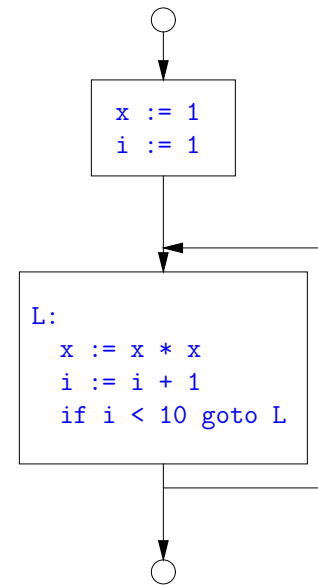 x := 1
i := 1
L:
x := x * x
i := i + 1
if i < 10 goto L